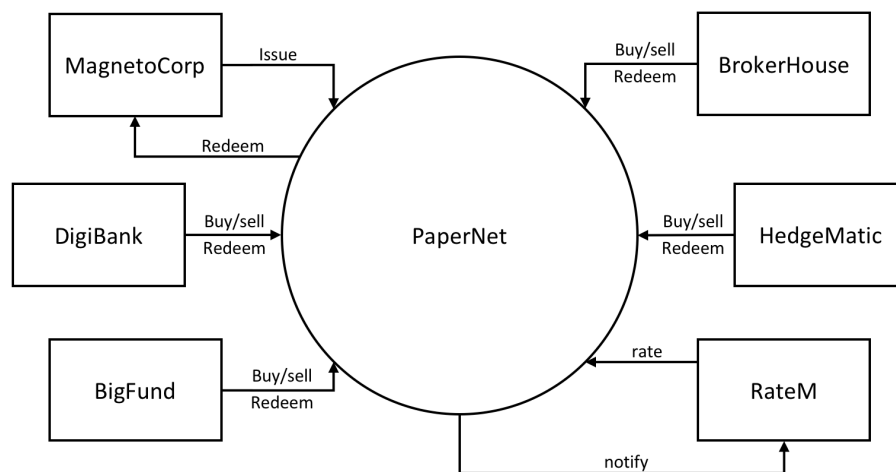 MagnetoCorp
Issue
Redeem
Buy/sell
Redeem
BrokerHouse
DigiBank
Buy/sell
Redeem
PaperNet
Buy/sell
Redeem
HedgeMatic
BigFund
Buy/sell
Redeem
rate
RateM
notify